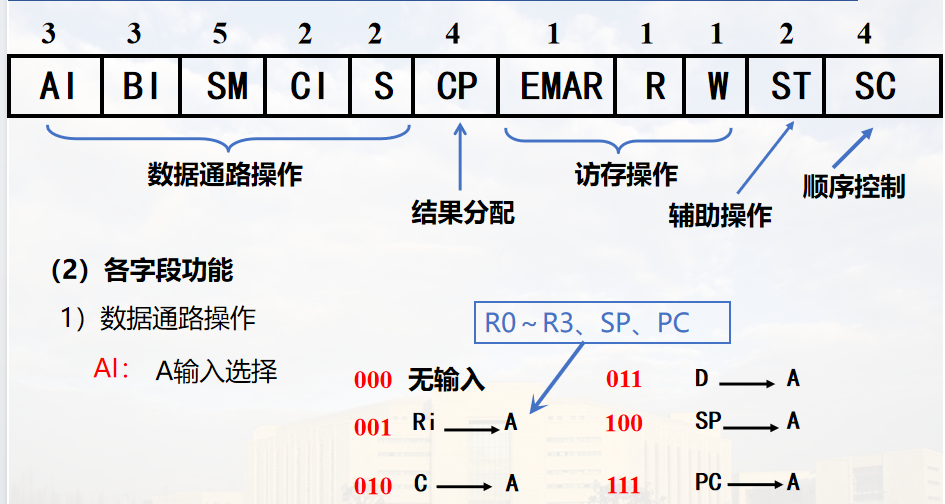 3 3 5 2 2 4 1 1 1 2 4
AI BI SM CI S CP EMAR R W ST SC
数据通路操作 访存操作 顺序控制
结果分配 辅助操作
（2）各字段功能
1）数据通路操作
R0～R3、SP、PC
AI： A输入选择
000 无输入 011 D → A
001 Ri → A 100 SP → A
010 C → A 111 PC → A